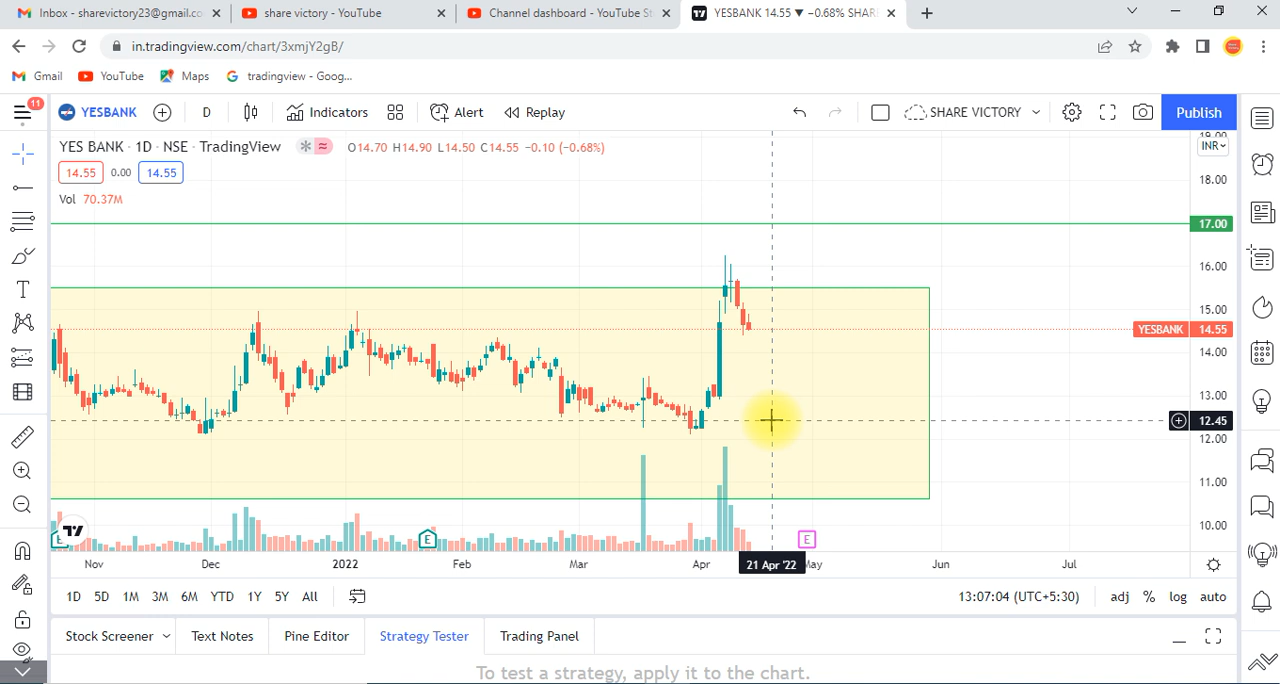 Inbox - sharevictory23@gmail.co
share victory - YouTube
Channel dashboard - YouTube St
YESBANK 14.55 ▼ −0.68% SHAR
in.tradingview.com/chart/3xmjY2gB/
Gmail
YouTube
Maps
tradingview - Goog...
11
YESBANK
D
Indicators
Alert
Replay
SHARE VICTORY
Publish
YES BANK · 1D · NSE · TradingView
O14.70 H14.90 L14.50 C14.55 −0.10 (−0.68%)
INR
14.55
0.00
14.55
Vol 70.37M
19.00
18.00
17.00
16.00
15.00
YESBANK 14.55
14.00
13.00
12.45
12.00
11.00
10.00
E
E
E
Nov
Dec
2022
Feb
Mar
Apr
21 Apr '22
May
Jun
Jul
1D
5D
1M
3M
6M
YTD
1Y
5Y
All
13:07:04 (UTC+5:30)
adj
%
log
auto
Stock Screener
Text Notes
Pine Editor
Strategy Tester
Trading Panel
To test a strategy, apply it to the chart.